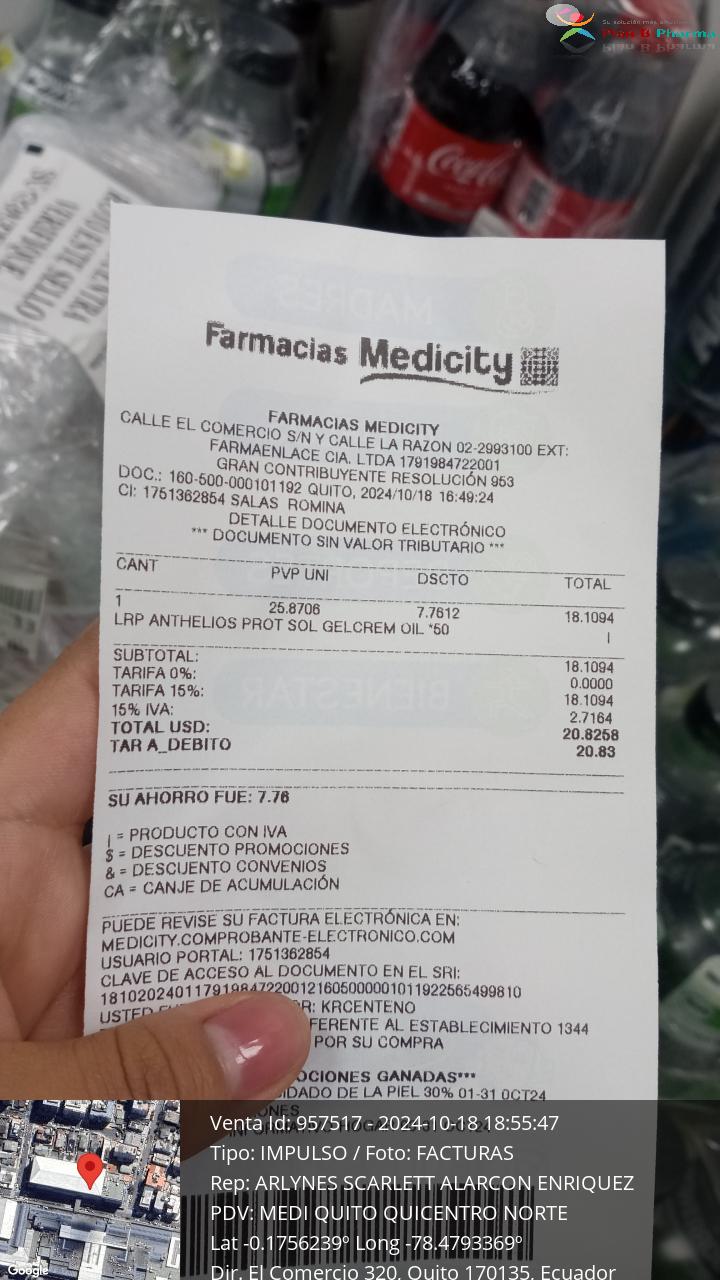 Su solución más efectiva
Plan B Pharma
Coca-Cola
Farmacias Medicity
FARMACIAS MEDICITY
CALLE EL COMERCIO S/N Y CALLE LA RAZON 02-2993100 EXT:
FARMAENLACE CIA. LTDA 1791984722001
GRAN CONTRIBUYENTE RESOLUCIÓN 953
DOC.: 160-500-000101192 QUITO, 2024/10/18 16:49:24
CI: 1751362854 SALAS ROMINA
DETALLE DOCUMENTO ELECTRÓNICO
*** DOCUMENTO SIN VALOR TRIBUTARIO ***
CANT PVP UNI DSCTO TOTAL
1 25.8706 7.7612 18.1094
LRP ANTHELIOS PROT SOL GELCREM OIL *50 |
SUBTOTAL: 18.1094
TARIFA 0%: 0.0000
TARIFA 15%: 18.1094
15% IVA: 2.7164
TOTAL USD: 20.8258
TAR A_DEBITO 20.83
SU AHORRO FUE: 7.76
| = PRODUCTO CON IVA
$ = DESCUENTO PROMOCIONES
& = DESCUENTO CONVENIOS
CA = CANJE DE ACUMULACIÓN
PUEDE REVISE SU FACTURA ELECTRÓNICA EN:
MEDICITY.COMPROBANTE-ELECTRONICO.COM
USUARIO PORTAL: 1751362854
CLAVE DE ACCESO AL DOCUMENTO EN EL SRI:
1810202401179198472200121605000001011922565499810
USTED R: KRCENTENO
FERENTE AL ESTABLECIMIENTO 1344
POR SU COMPRA
OCIONES GANADAS***
IDADO DE LA PIEL 30% 01-31 OCT24
Venta Id: 957517 - 2024-10-18 18:55:47
Tipo: IMPULSO / Foto: FACTURAS
Rep: ARLYNES SCARLETT ALARCON ENRIQUEZ
PDV: MEDI QUITO QUICENTRO NORTE
Lat -0.1756239º Long -78.4793369º
Dir. El Comercio 320, Quito 170135, Ecuador
Google